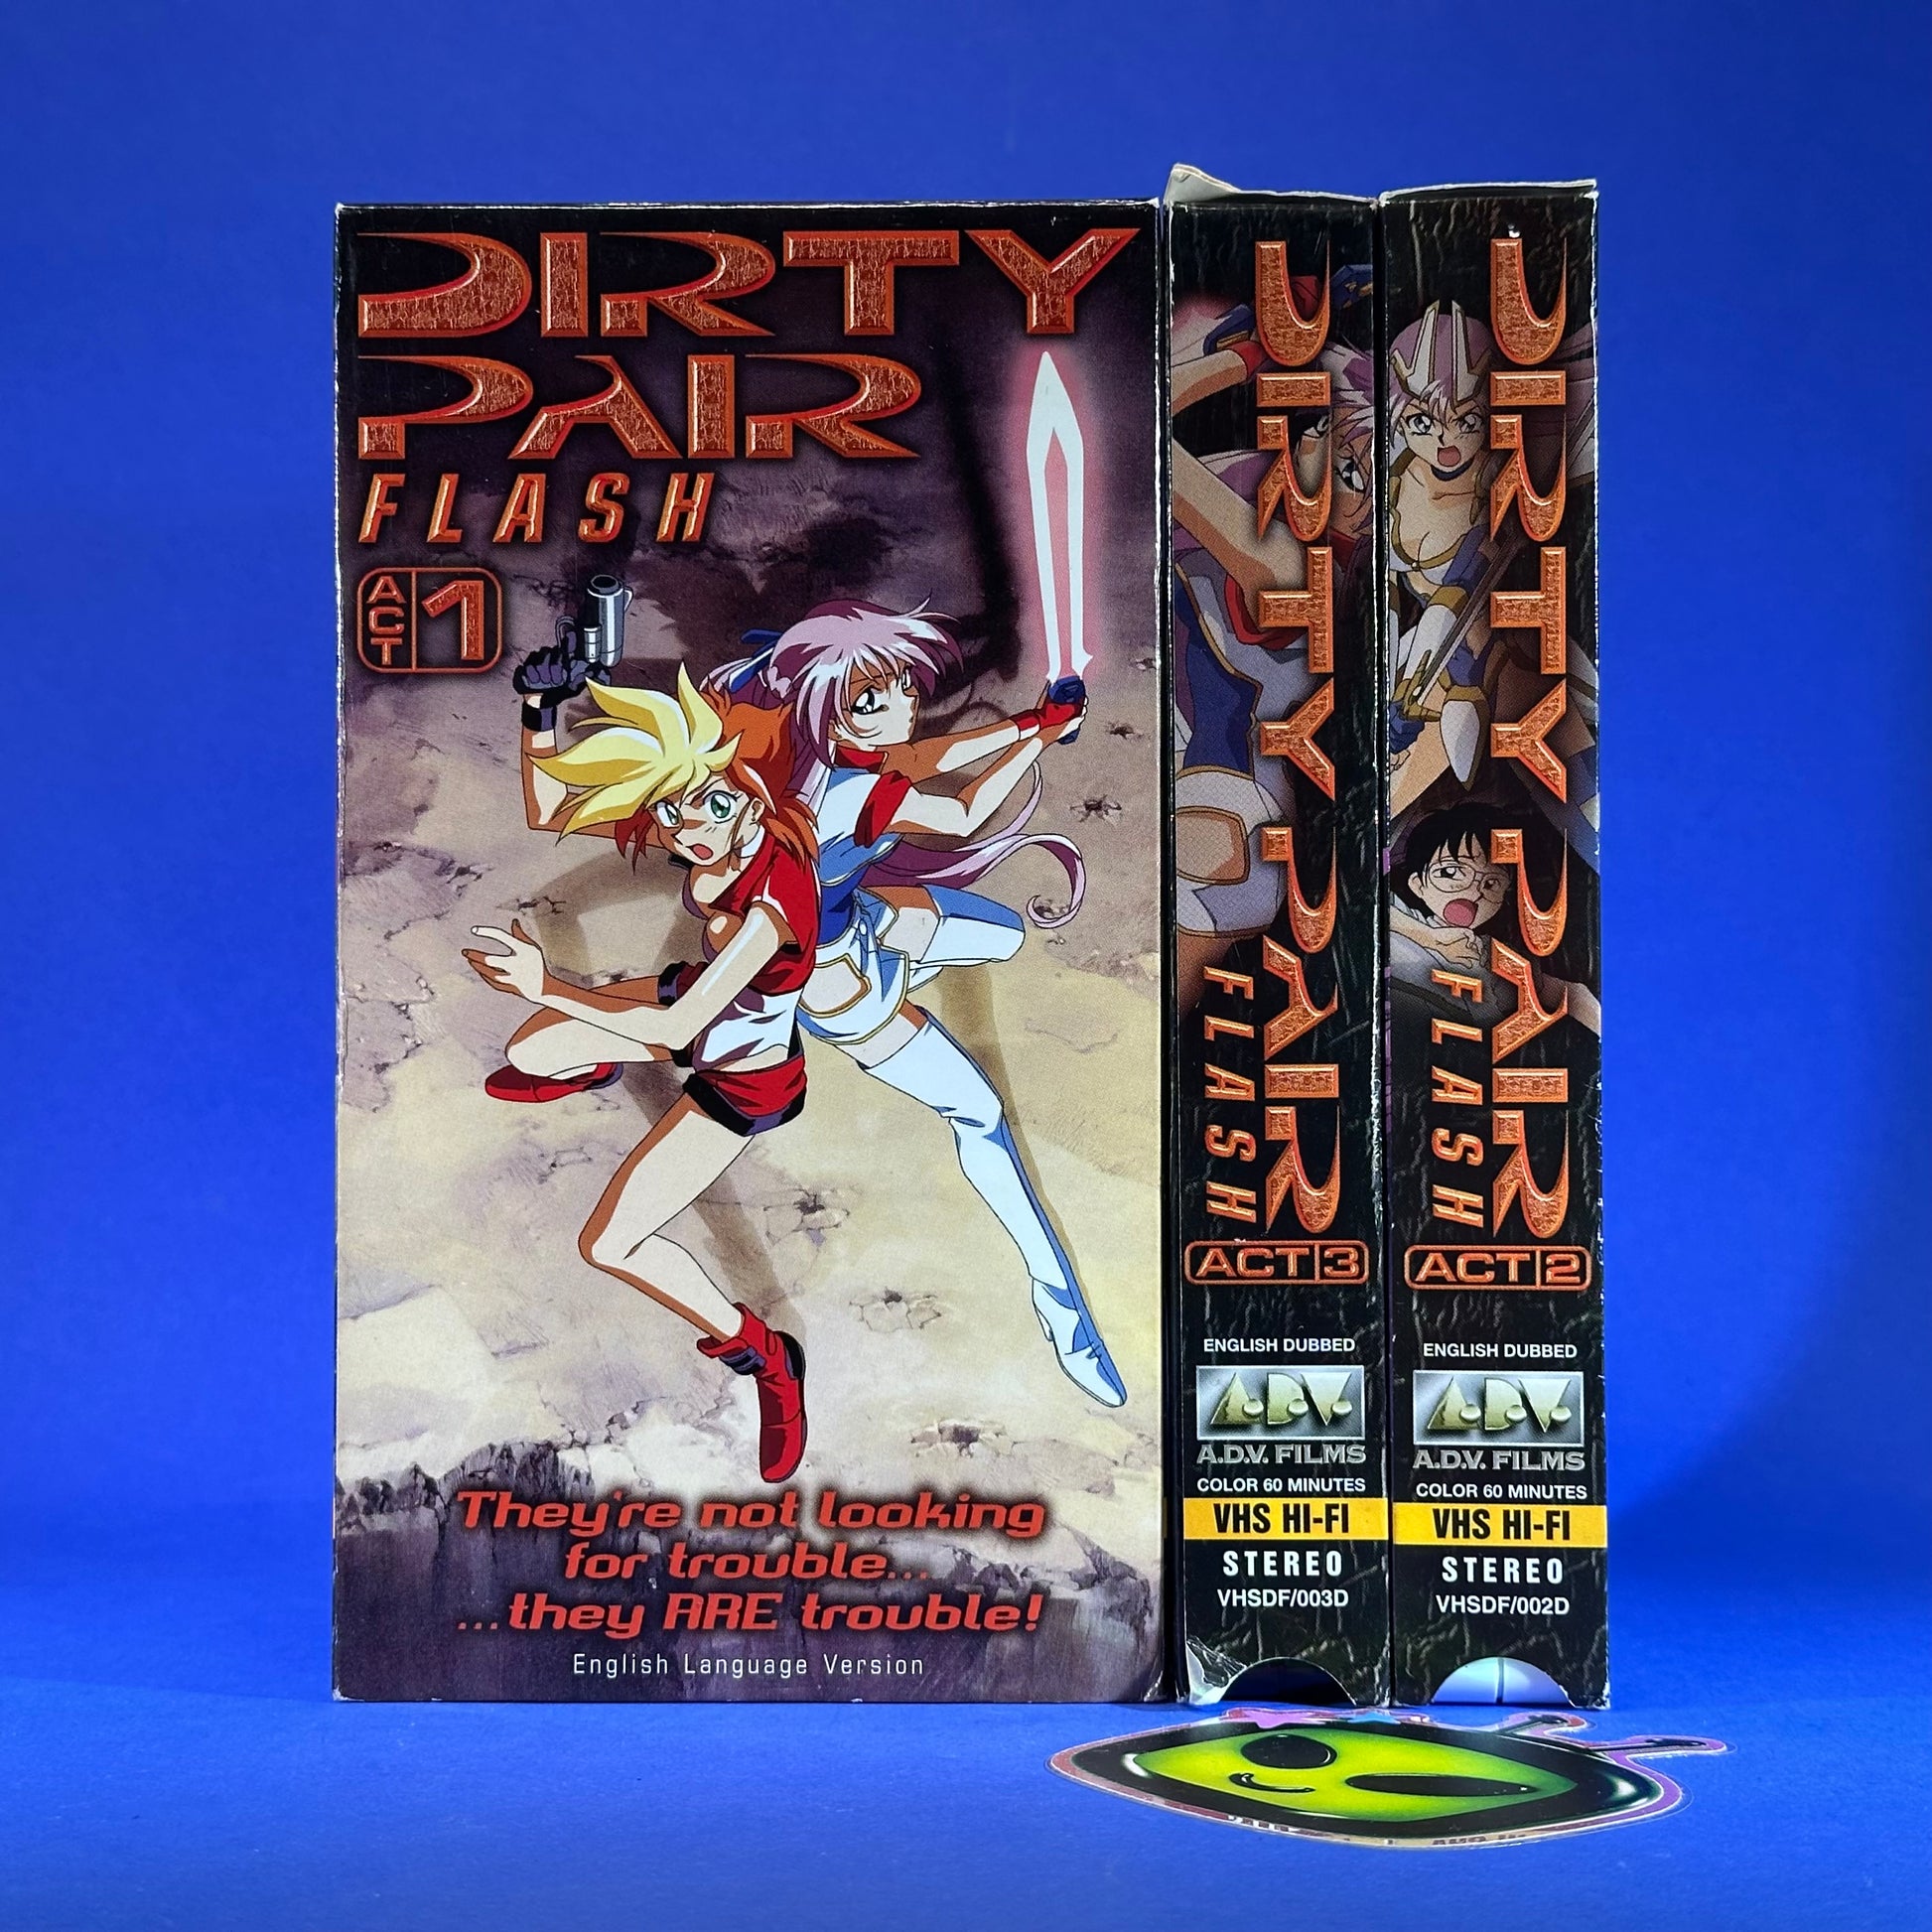 DIRTY
PAIR
FLASH
ACT 1
They're not looking
for trouble...
...they ARE trouble!
English Language Version
DIRTY PAIR
FLASH
ACT 3
ENGLISH DUBBED
A.D.V.
A.D.V. FILMS
COLOR 60 MINUTES
VHS HI-FI
STEREO
VHSDF/003D
DIRTY PAIR
FLASH
ACT 2
ENGLISH DUBBED
A.D.V.
A.D.V. FILMS
COLOR 60 MINUTES
VHS HI-FI
STEREO
VHSDF/002D